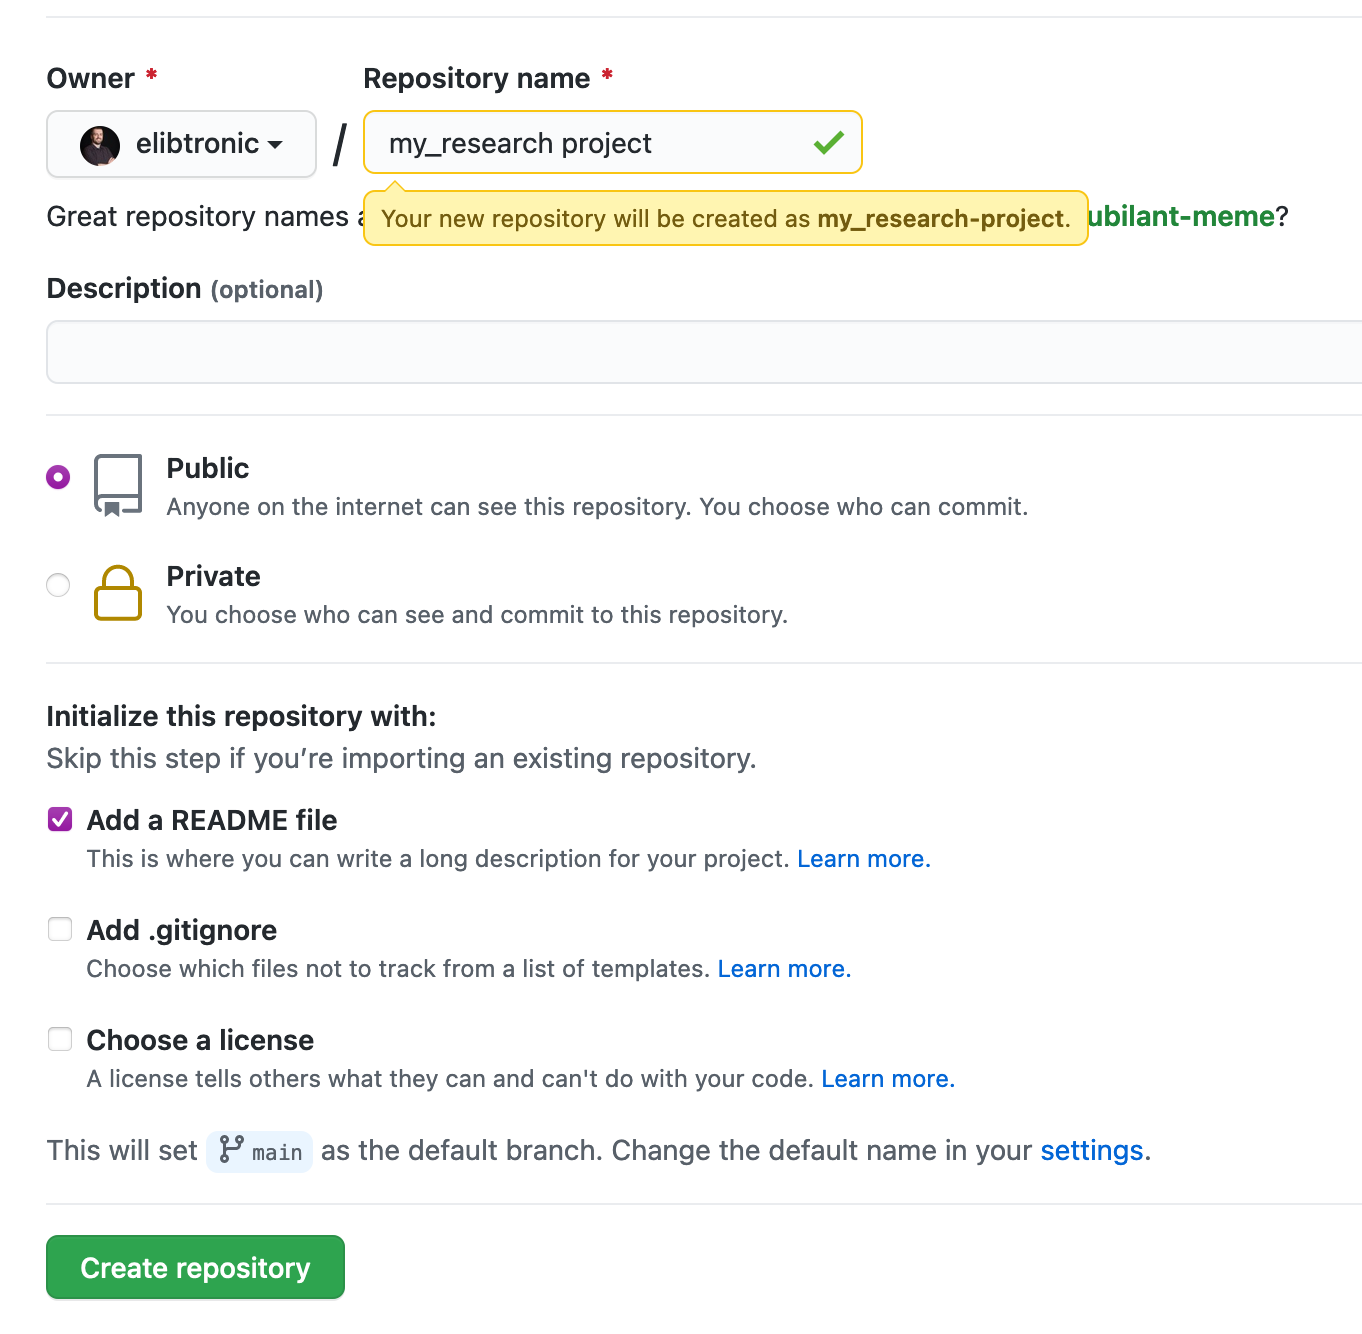 Owner * Repository name *
elibtronic / my_research project
Great repository names
Your new repository will be created as my_research-project.
ubilant-meme?
Description (optional)
Public
Anyone on the internet can see this repository. You choose who can commit.
Private
You choose who can see and commit to this repository.
Initialize this repository with:
Skip this step if you’re importing an existing repository.
Add a README file
This is where you can write a long description for your project. Learn more.
Add .gitignore
Choose which files not to track from a list of templates. Learn more.
Choose a license
A license tells others what they can and can't do with your code. Learn more.
This will set main as the default branch. Change the default name in your settings.
Create repository